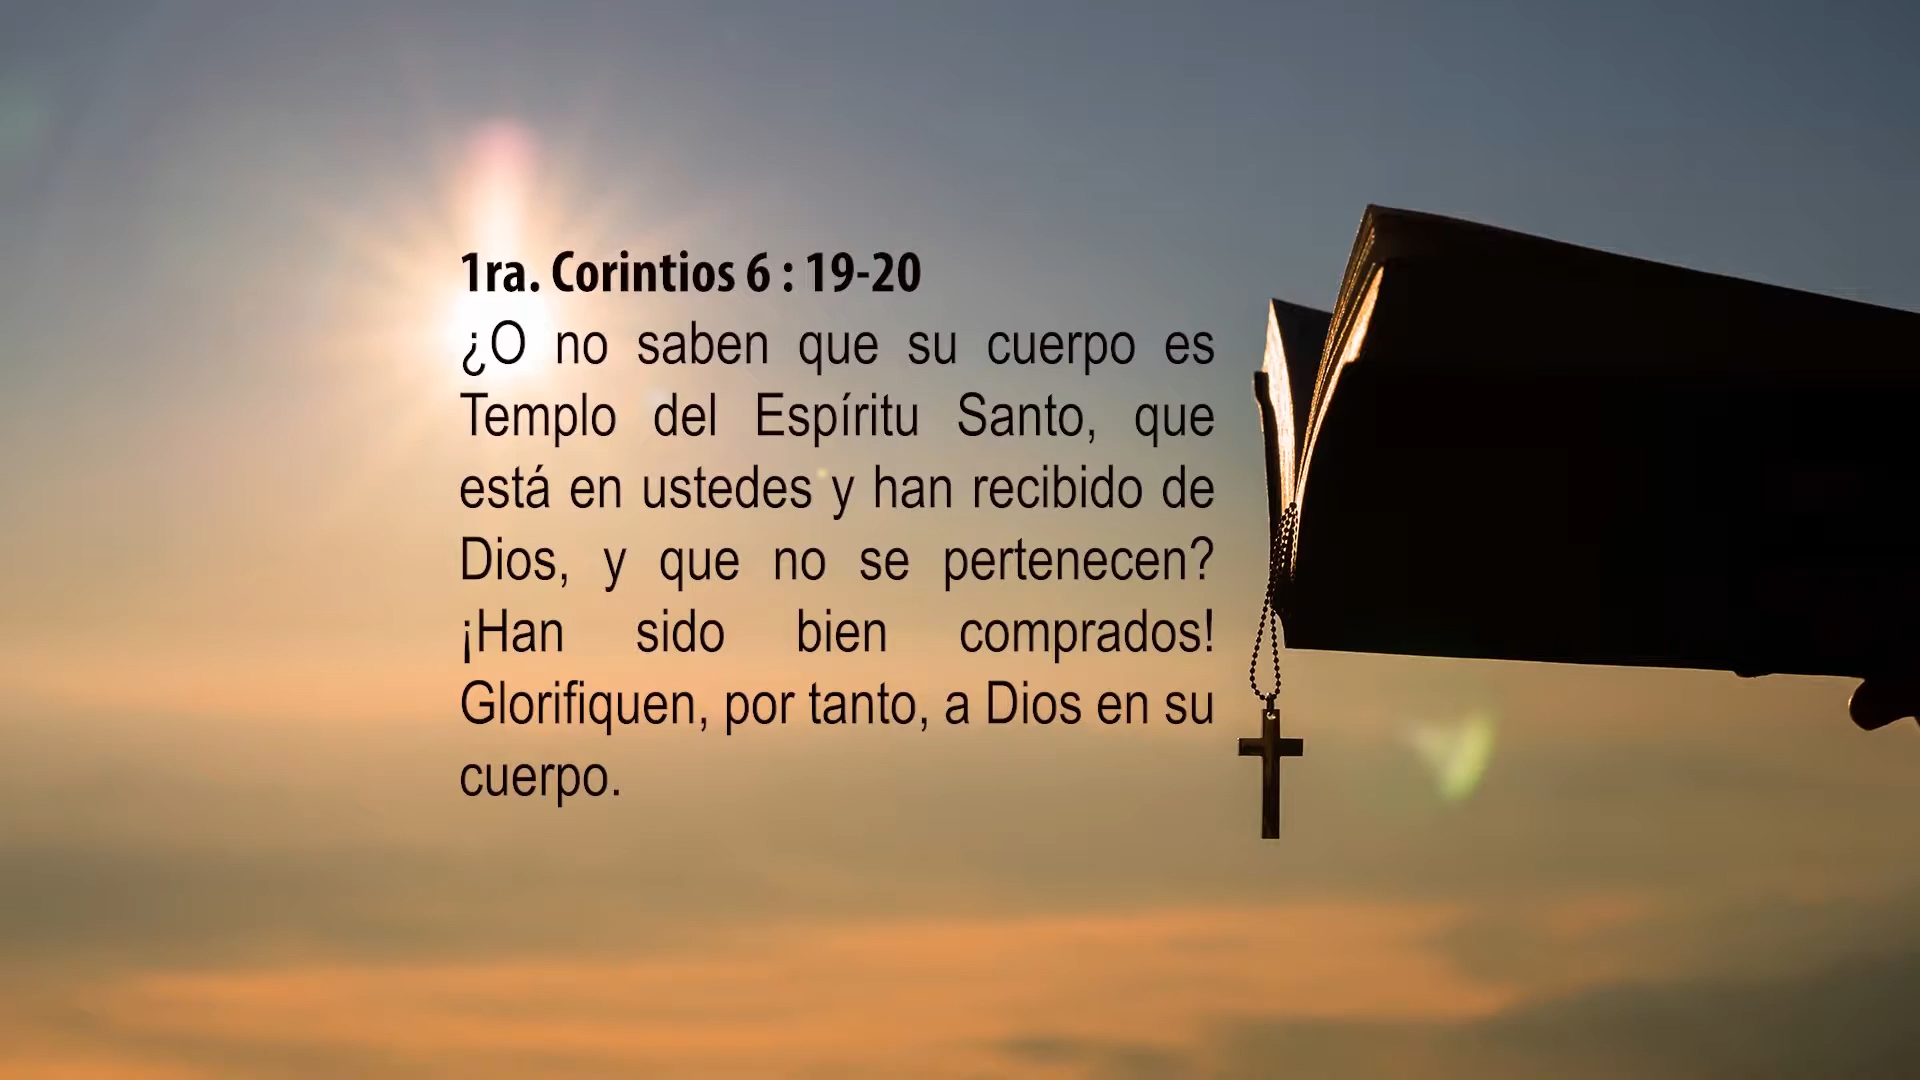 1ra. Corintios 6 : 19-20
¿O no saben que su cuerpo es
Templo del Espíritu Santo, que
está en ustedes y han recibido de
Dios, y que no se pertenecen?
¡Han sido bien comprados!
Glorifiquen, por tanto, a Dios en su
cuerpo.